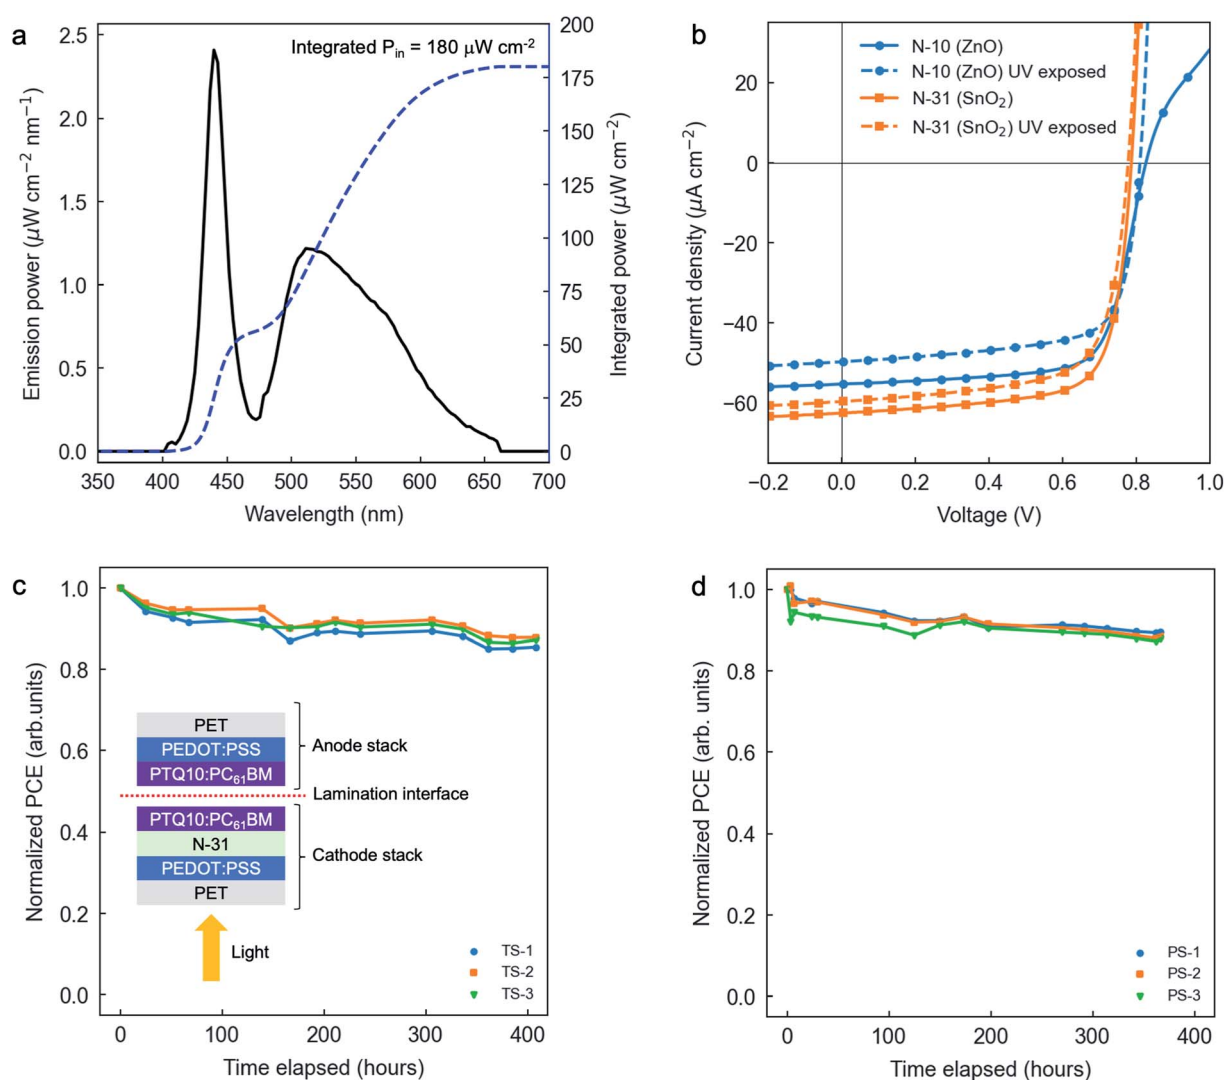 a
Integrated P_in = 180 μW cm⁻²
Emission power (μW cm⁻² nm⁻¹)
2.5
2.0
1.5
1.0
0.5
0.0
200
175
150
125
100
75
50
25
0
Integrated power (μW cm⁻²)
350 400 450 500 550 600 650 700
Wavelength (nm)
b
N-10 (ZnO)
N-10 (ZnO) UV exposed
N-31 (SnO₂)
N-31 (SnO₂) UV exposed
Current density (μA cm⁻²)
20
0
−20
−40
−60
−0.2 0.0 0.2 0.4 0.6 0.8 1.0
Voltage (V)
c
Normalized PCE (arb.units)
1.0
0.8
0.6
0.4
0.2
0.0
PET
PEDOT:PSS
PTQ10:PC₆₁BM
Anode stack
Lamination interface
PTQ10:PC₆₁BM
N-31
PEDOT:PSS
PET
Cathode stack
Light
TS-1
TS-2
TS-3
0 100 200 300 400
Time elapsed (hours)
d
Normalized PCE (arb. units)
1.0
0.8
0.6
0.4
0.2
0.0
PS-1
PS-2
PS-3
0 100 200 300 400
Time elapsed (hours)